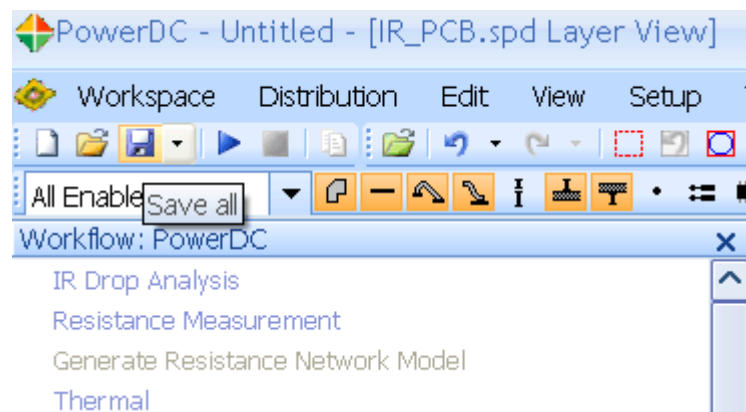 PowerDC - Untitled - [IR_PCB.spd Layer View]
Workspace Distribution Edit View Setup
All Enable
Save all
Workflow: PowerDC
IR Drop Analysis
Resistance Measurement
Generate Resistance Network Model
Thermal